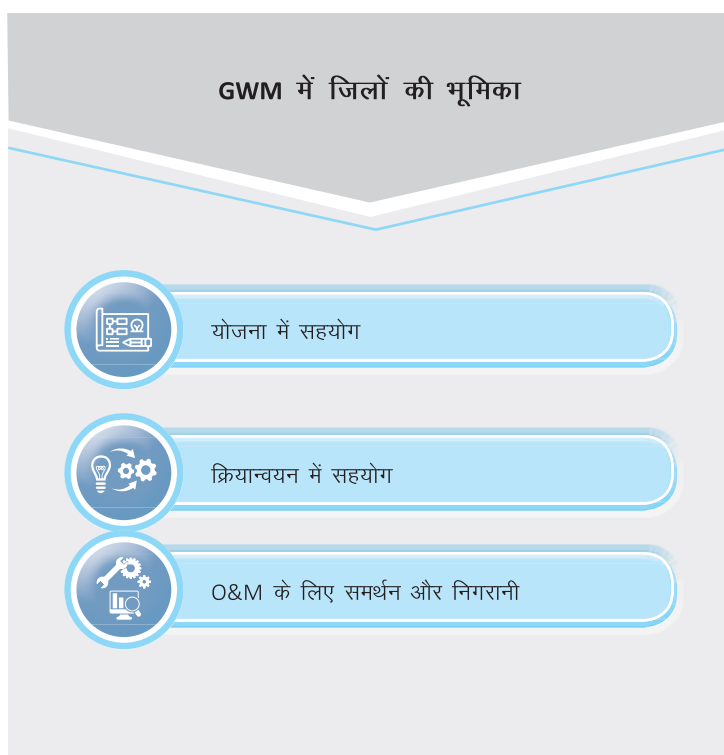 GWM में जिलों की भूमिका
योजना में सहयोग
क्रियान्वयन में सहयोग
O&M के लिए समर्थन और निगरानी